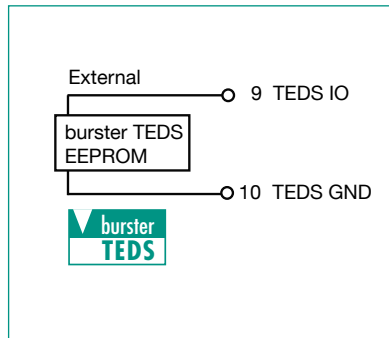 External
9 TEDS IO
burster TEDS
EEPROM
10 TEDS GND
burster
TEDS